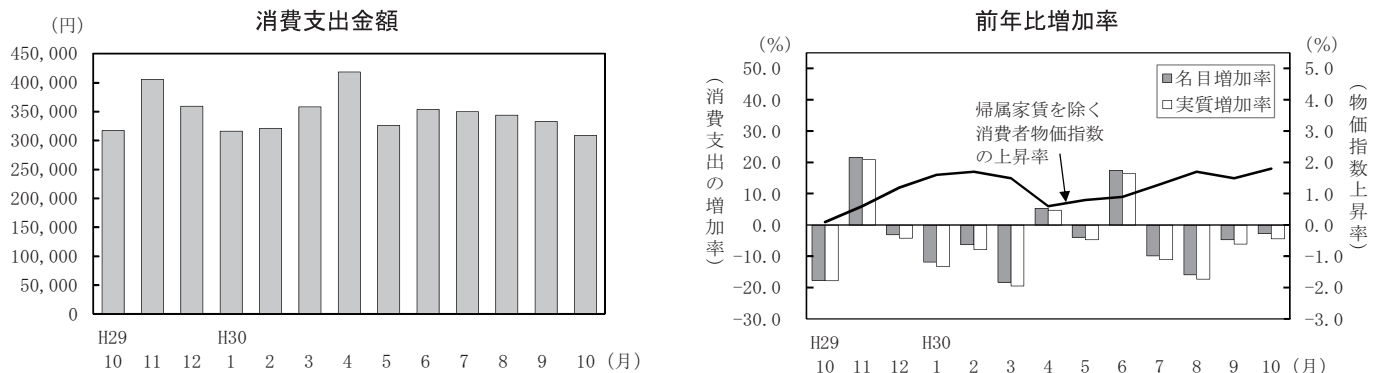 消費支出金額
(円)
450,000
400,000
350,000
300,000
250,000
200,000
150,000
100,000
50,000
0
H29 H30
10 11 12 1 2 3 4 5 6 7 8 9 10 (月)
前年比増加率
(%) (%)
50.0 5.0
40.0 4.0
30.0 3.0
20.0 2.0
10.0 1.0
0.0 0.0
-10.0 -1.0
-20.0 -2.0
-30.0 -3.0
(消費支出の増加率)
(物価指数上昇率)
名目増加率
実質増加率
帰属家賃を除く
消費者物価指数
の上昇率
H29 H30
10 11 12 1 2 3 4 5 6 7 8 9 10 (月)